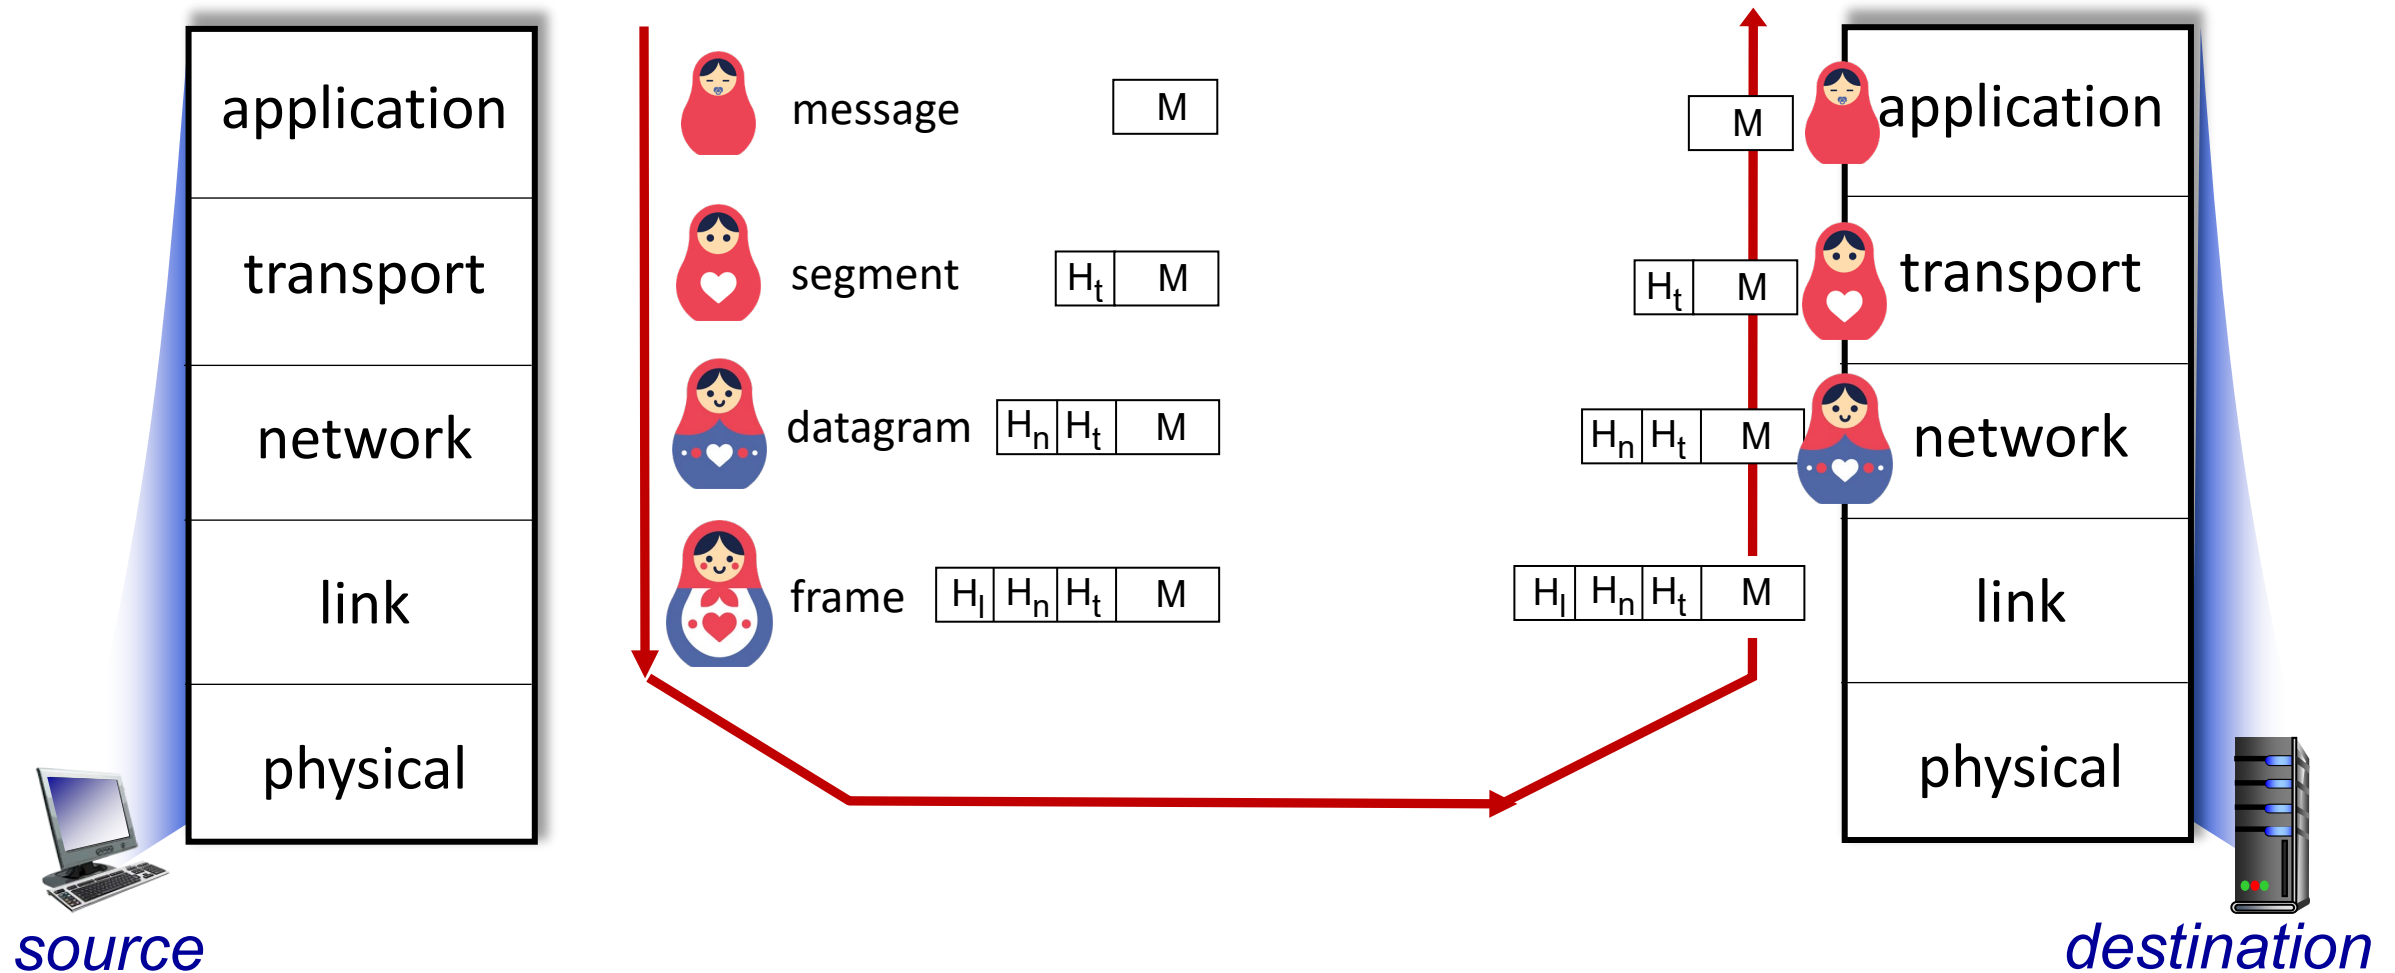 application
transport
network
link
physical
source
message M
segment Ht M
datagram Hn Ht M
frame Hl Hn Ht M
M
Ht M
Hn Ht M
Hl Hn Ht M
application
transport
network
link
physical
destination